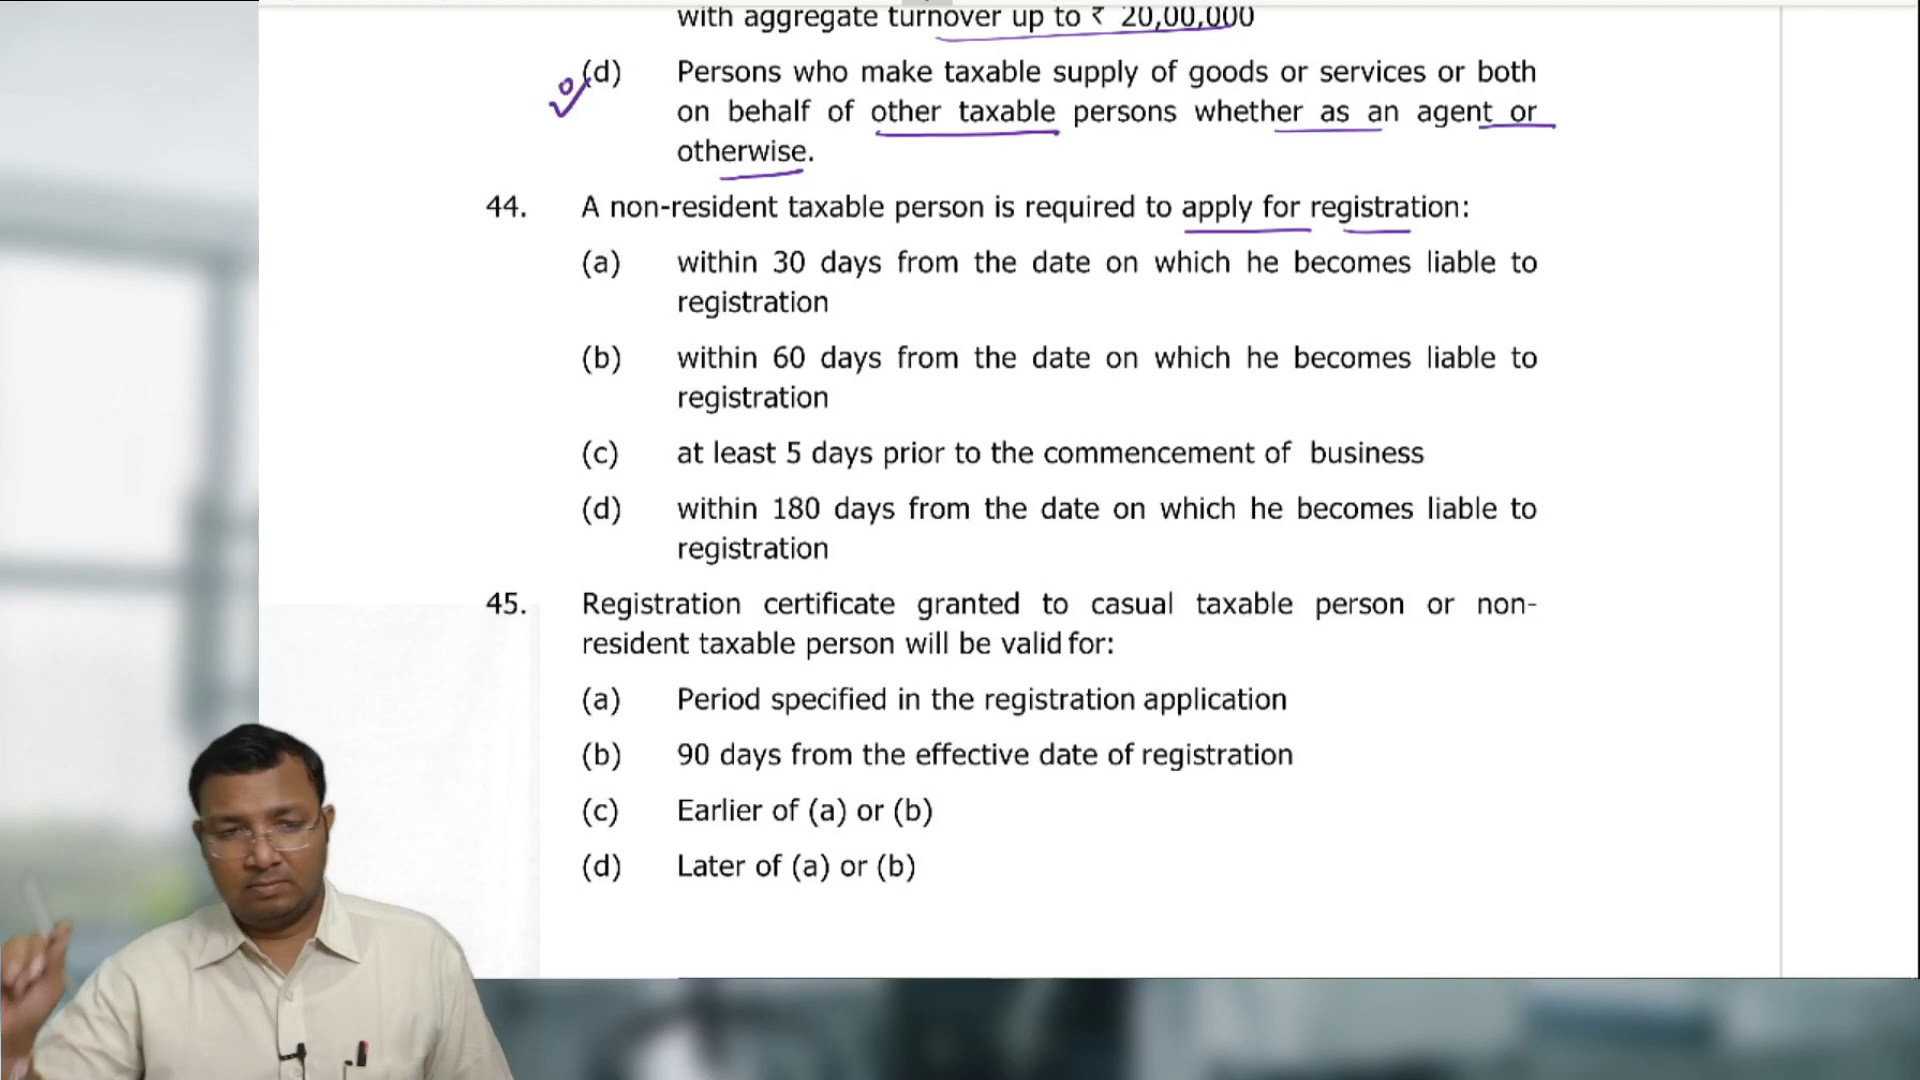 with aggregate turnover up to ₹ 20,00,000
(d) Persons who make taxable supply of goods or services or both
on behalf of other taxable persons whether as an agent or
otherwise.
44. A non-resident taxable person is required to apply for registration:
(a) within 30 days from the date on which he becomes liable to
registration
(b) within 60 days from the date on which he becomes liable to
registration
(c) at least 5 days prior to the commencement of business
(d) within 180 days from the date on which he becomes liable to
registration
45. Registration certificate granted to casual taxable person or non-
resident taxable person will be valid for:
(a) Period specified in the registration application
(b) 90 days from the effective date of registration
(c) Earlier of (a) or (b)
(d) Later of (a) or (b)